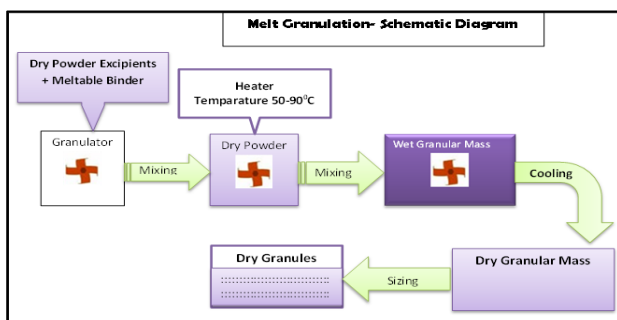 Melt Granulation- Schematic Diagram
Dry Powder Excipients
+ Meltable Binder
Heater
Temparature 50-90⁰C
Granulator
Mixing
Dry Powder
Mixing
Wet Granular Mass
Cooling
Dry Granules
Sizing
Dry Granular Mass